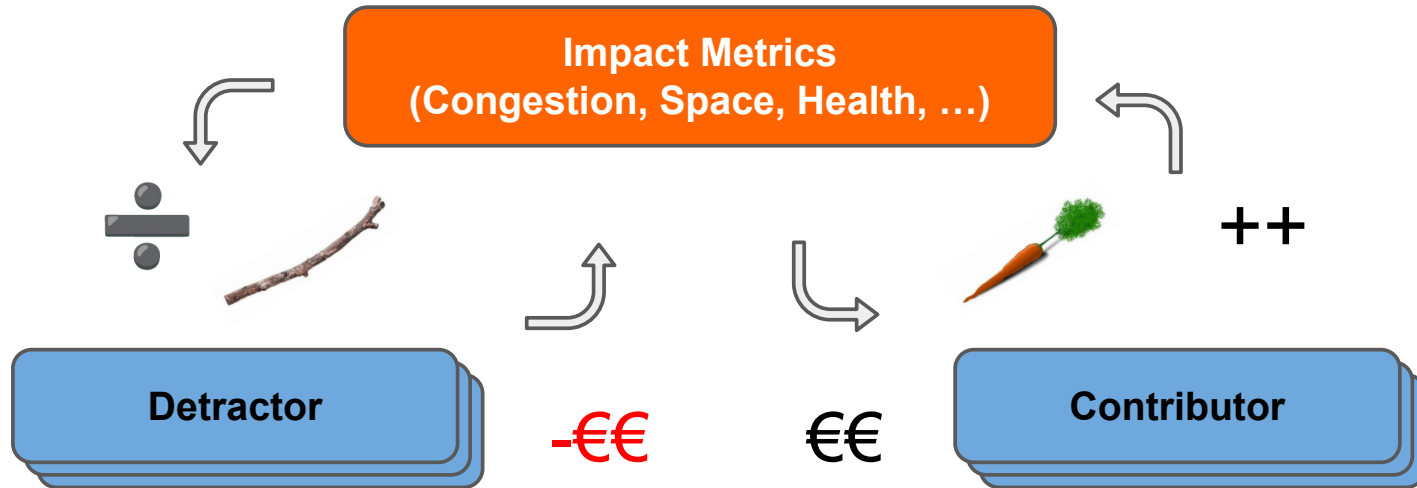 Impact Metrics
(Congestion, Space, Health, …)
➗
++
Detractor
-€€
€€
Contributor